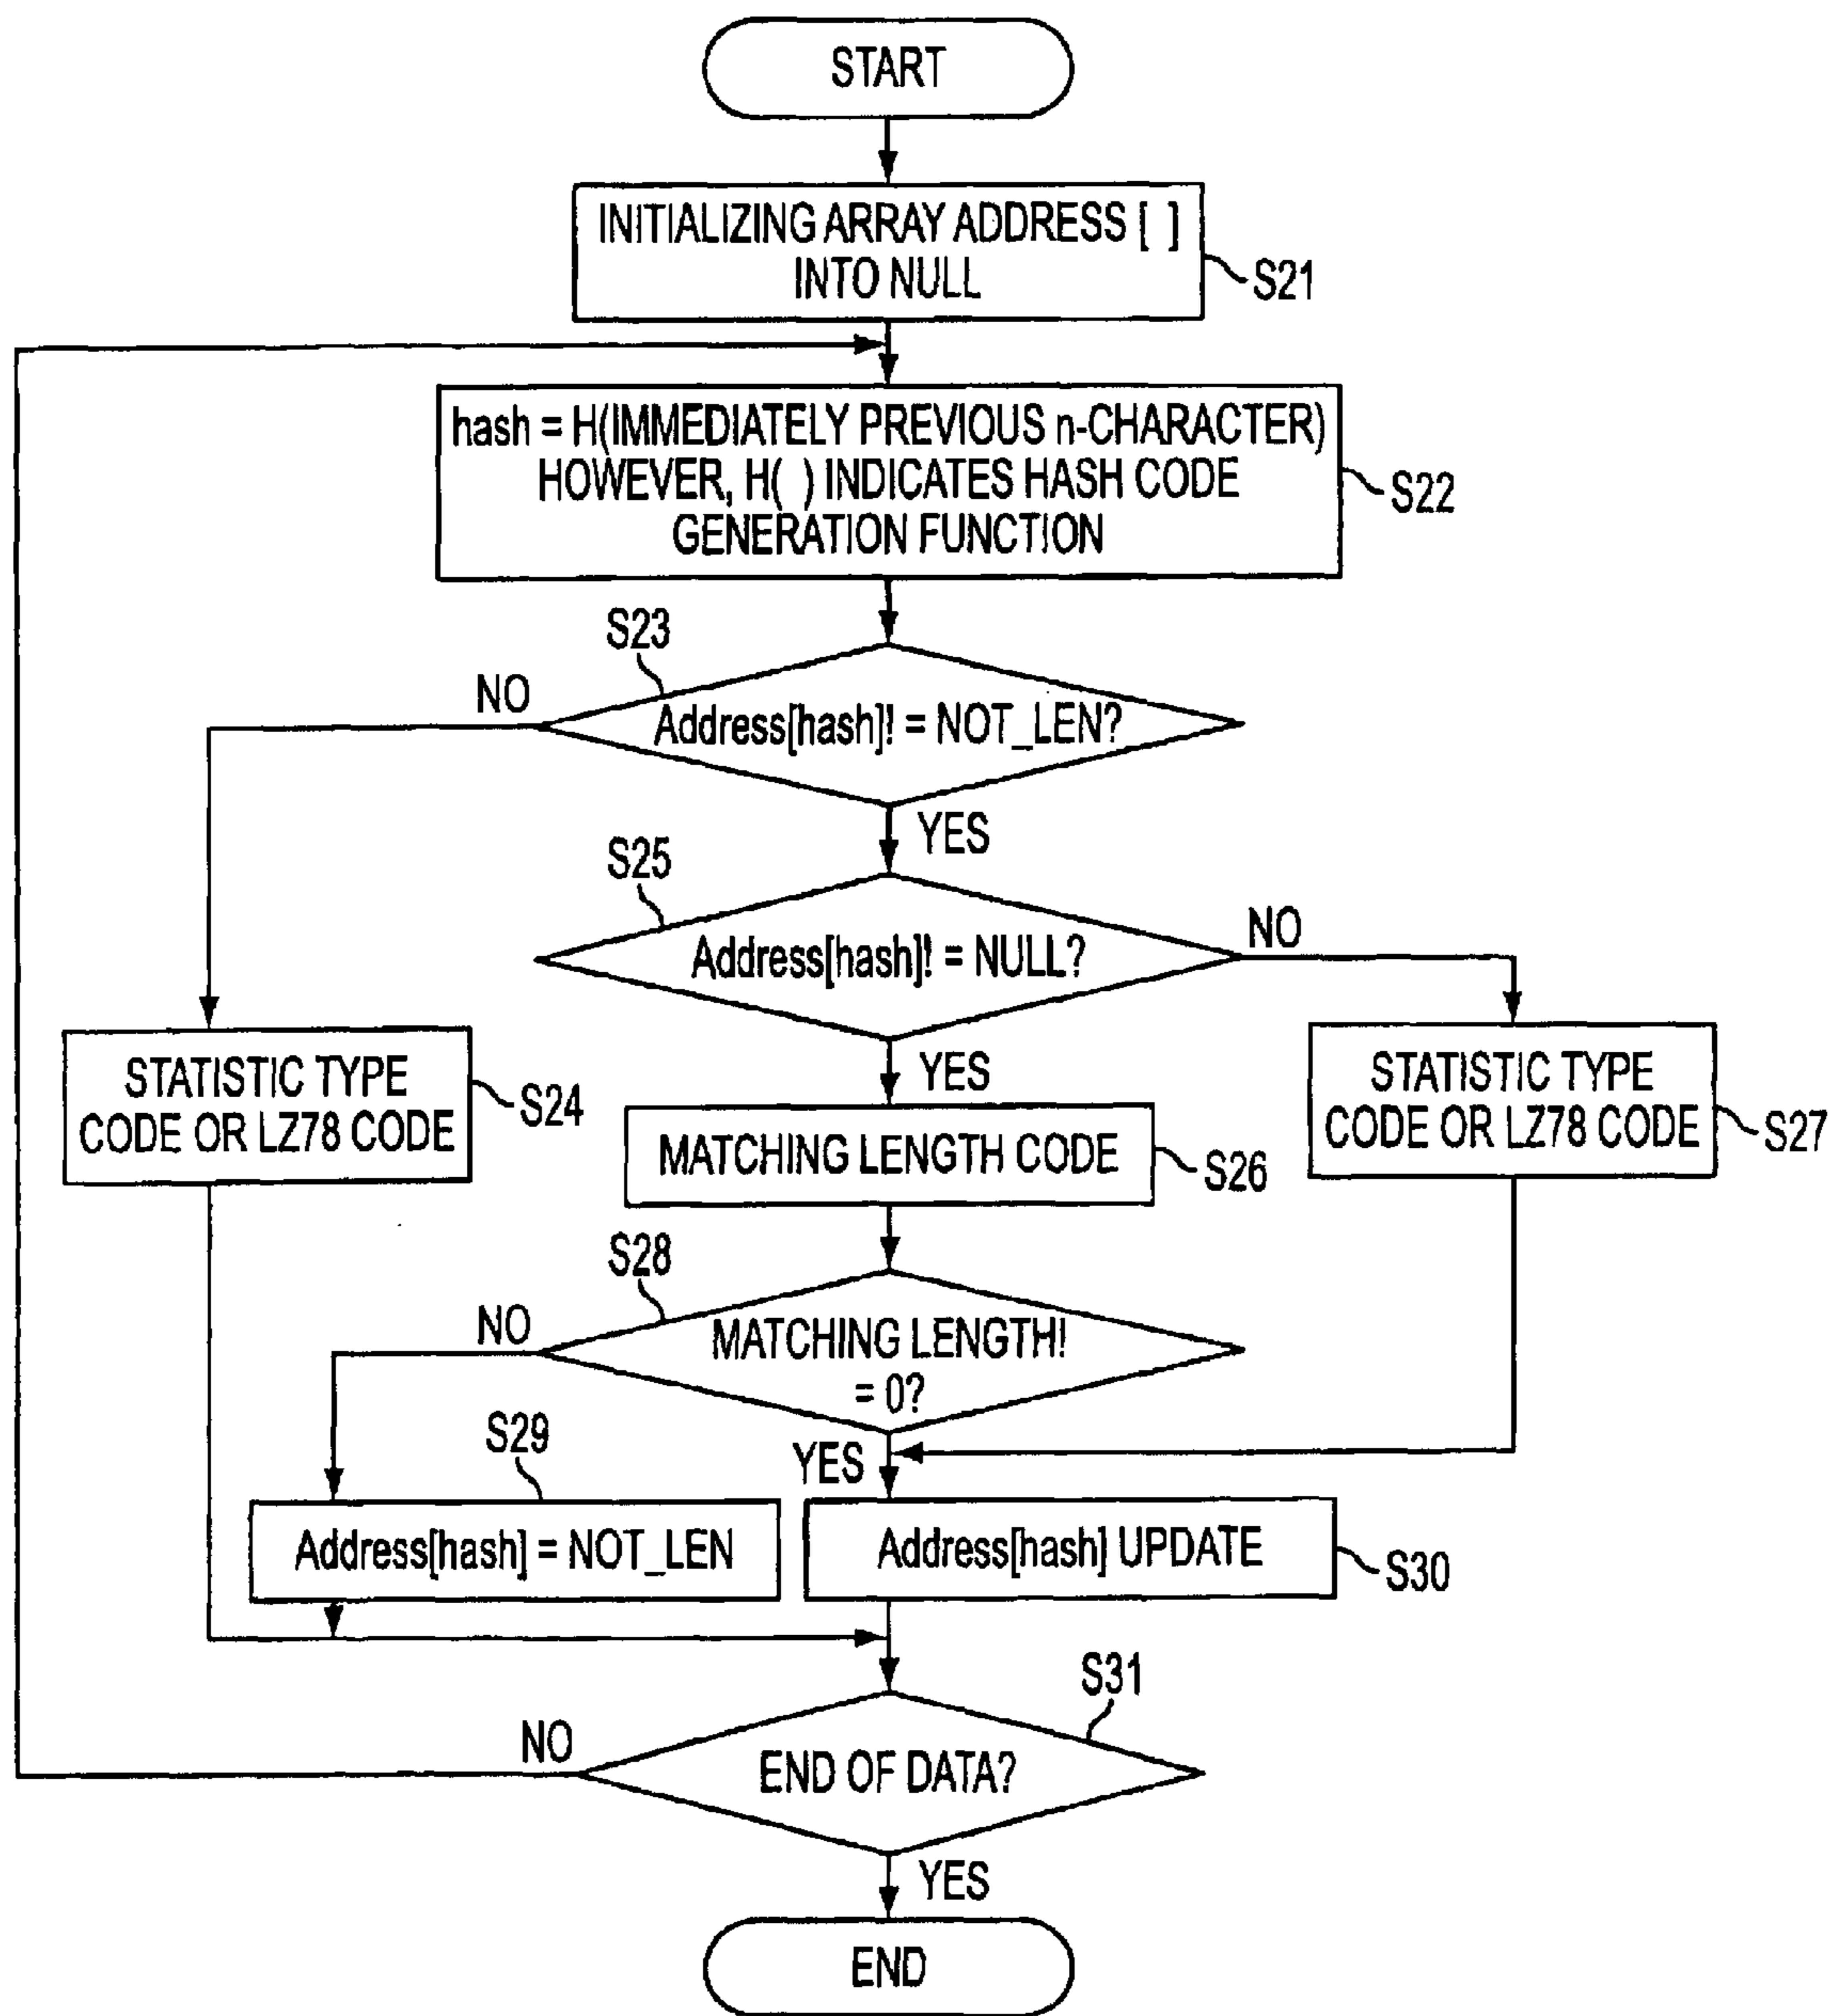 START
INITIALIZING ARRAY ADDRESS [ ]
INTO NULL
S21
hash = H(IMMEDIATELY PREVIOUS n-CHARACTER)
HOWEVER, H( ) INDICATES HASH CODE
GENERATION FUNCTION
S22
S23
NO
Address[hash]! = NOT_LEN?
YES
S25
NO
Address[hash]! = NULL?
YES
STATISTIC TYPE
CODE OR LZ78 CODE
S24
MATCHING LENGTH CODE
S26
STATISTIC TYPE
CODE OR LZ78 CODE
S27
S28
NO
MATCHING LENGTH!
= 0?
YES
S29
Address[hash] = NOT_LEN
Address[hash] UPDATE
S30
S31
NO
END OF DATA?
YES
END